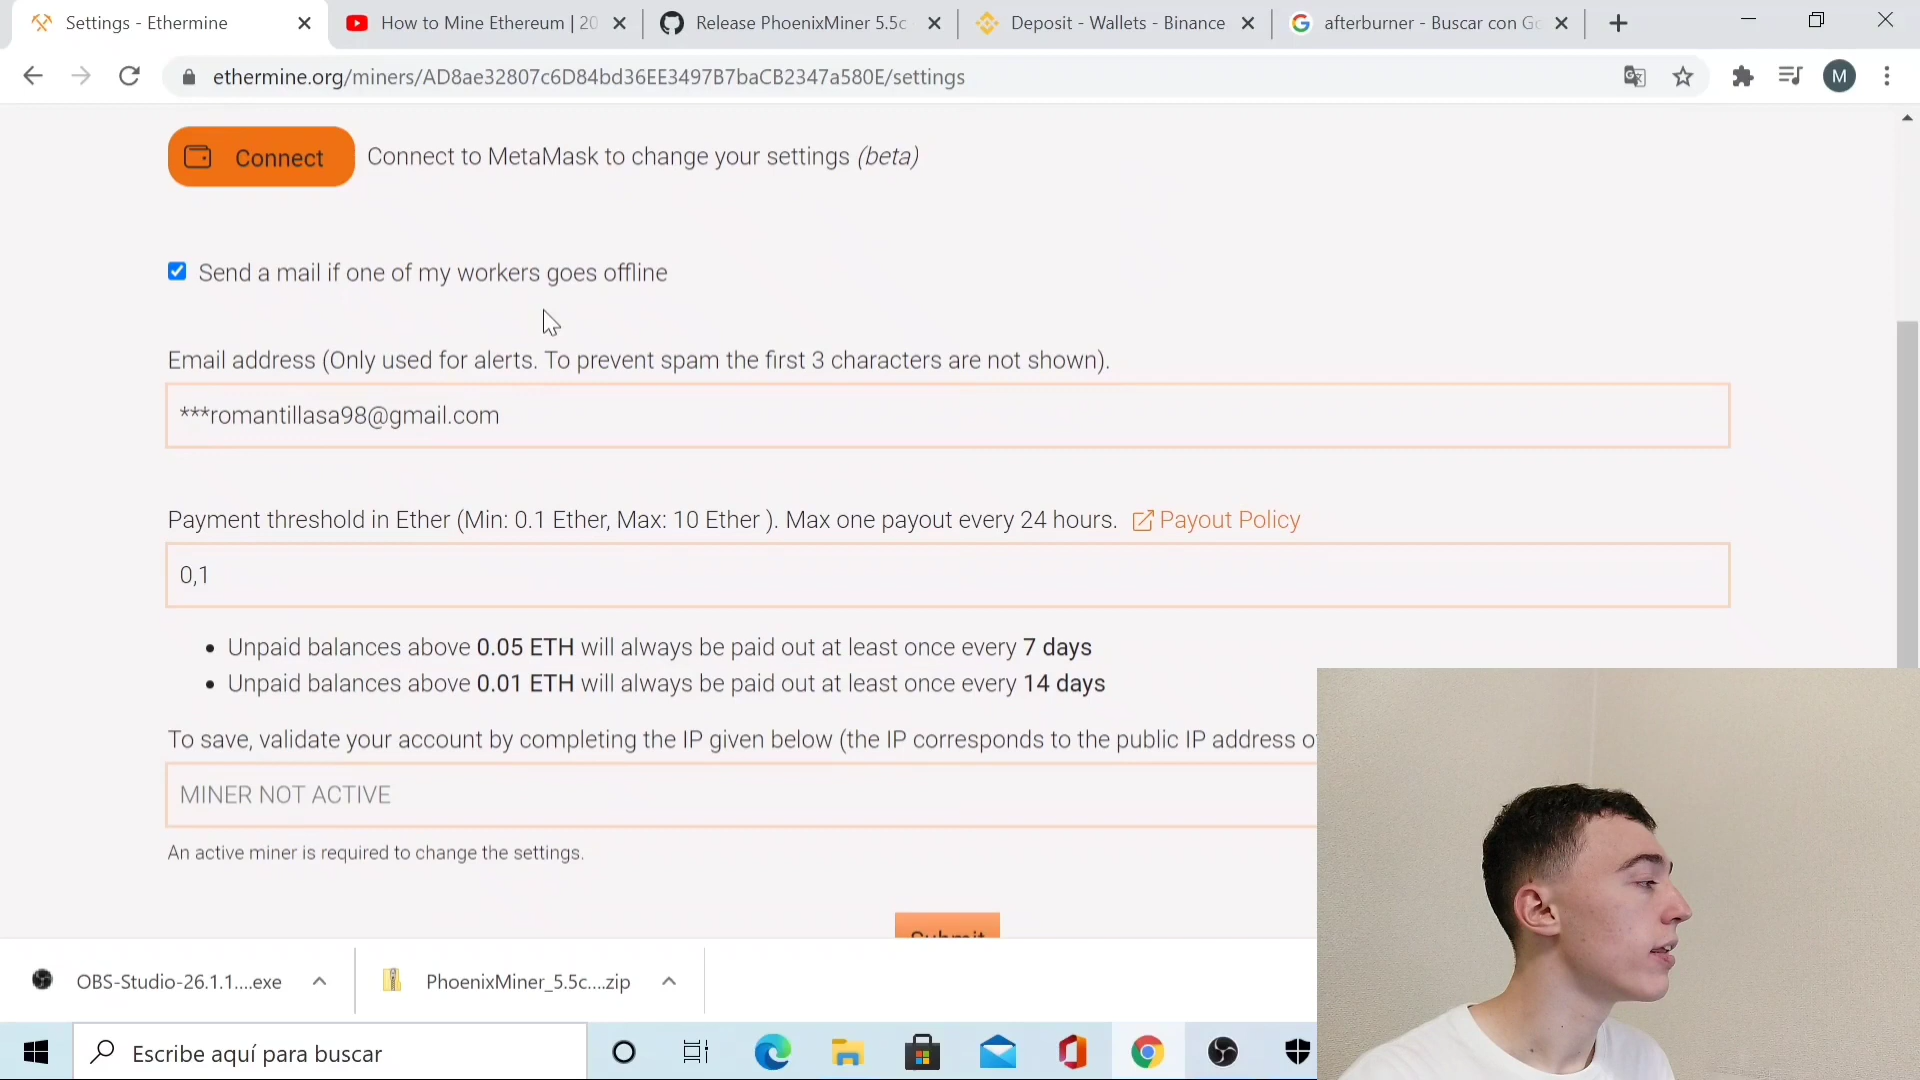 Settings - Ethermine
How to Mine Ethereum | 20
Release PhoenixMiner 5.5c
Deposit - Wallets - Binance
afterburner - Buscar con Go
ethermine.org/miners/AD8ae32807c6D84bd36EE3497B7baCB2347a580E/settings
M
Connect
Connect to MetaMask to change your settings (beta)
Send a mail if one of my workers goes offline
Email address (Only used for alerts. To prevent spam the first 3 characters are not shown).
***romantillasa98@gmail.com
Payment threshold in Ether (Min: 0.1 Ether, Max: 10 Ether ). Max one payout every 24 hours. Payout Policy
0,1
• Unpaid balances above 0.05 ETH will always be paid out at least once every 7 days
• Unpaid balances above 0.01 ETH will always be paid out at least once every 14 days
To save, validate your account by completing the IP given below (the IP corresponds to the public IP address o
MINER NOT ACTIVE
An active miner is required to change the settings.
Submit
OBS-Studio-26.1.1....exe
PhoenixMiner_5.5c....zip
Escribe aquí para buscar